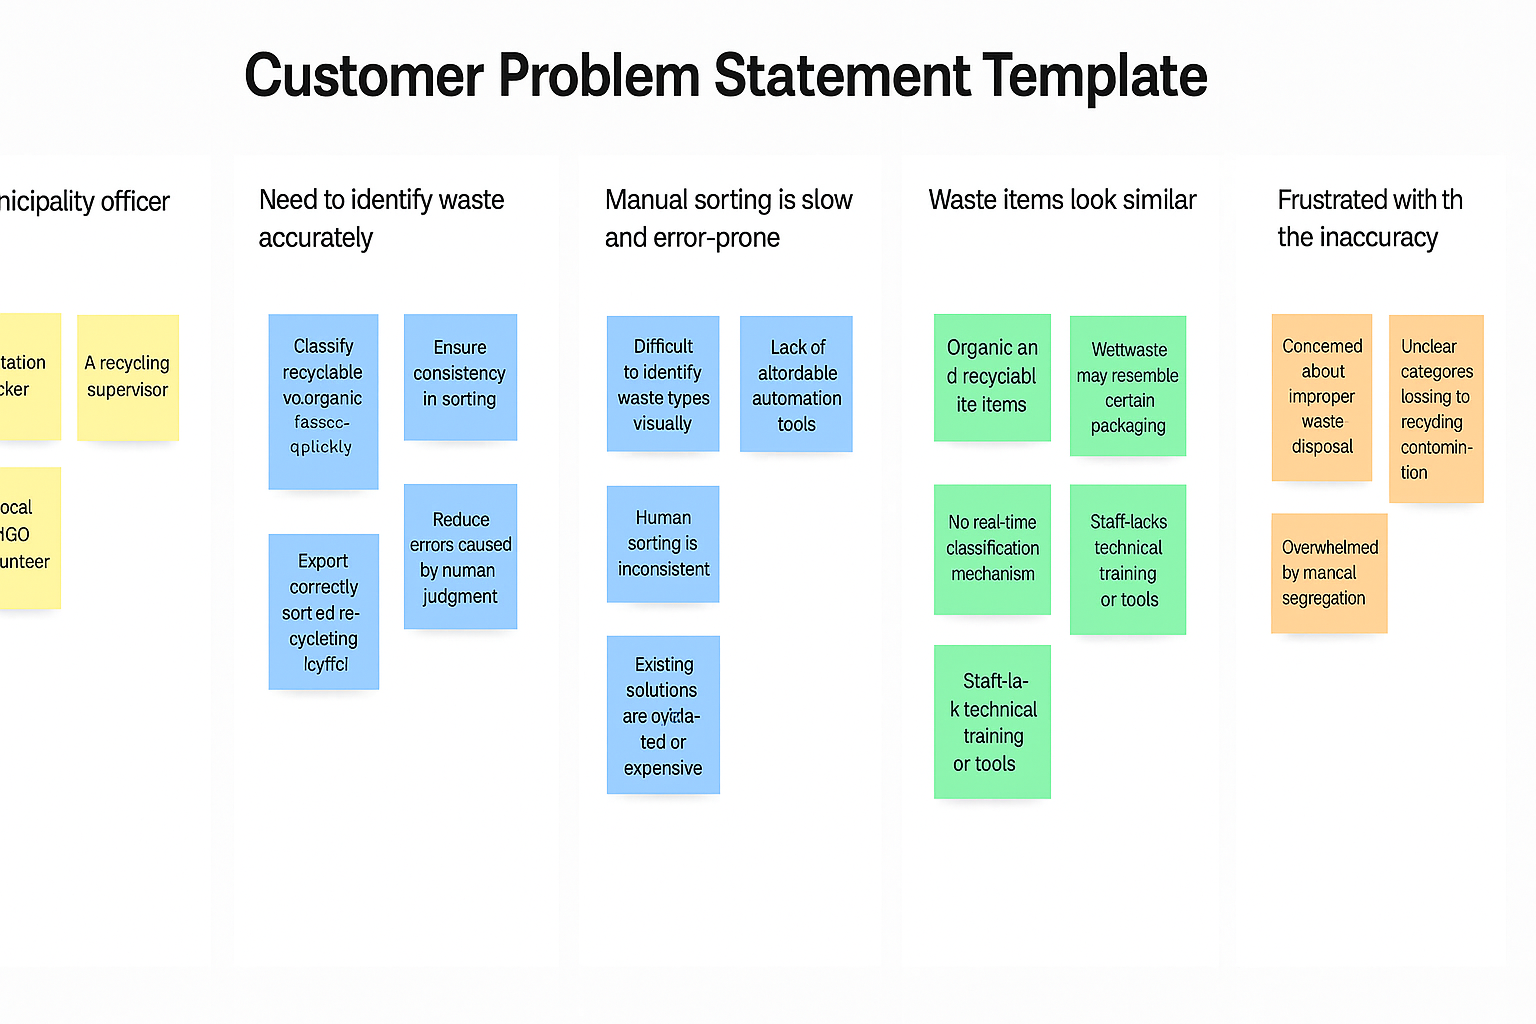 Customer Problem Statement Template
nicipality officer
tation
cker
A recycling
supervisor
ocal
NGO
unteer
Need to identify waste
accurately
Classify
recyclable
vo.organic
fasscc-
qplickly
Ensure
consistency
in sorting
Export
correctly
sort ed re-
cycleting
Reduce
errors caused
by numan
judgment
Manual sorting is slow
and error-prone
Difficult
to identify
waste types
visually
Lack of
altordable
automation
tools
Human
sorting is
inconsistent
Existing
solutions
are
ted or
expensive
Waste items look similar
Organic an
d recyciabl
ite items
Wettwaste
may resemble
certain
packaging
No real-time
classification
mechanism
Staff-lacks
technical
training
or tools
Staft-la-
k technical
training
or tools
Frustrated with th
the inaccuracy
Concemed
about
improper
waste
disposal
Unclear
categores
lossing to
recyding
contomin-
tion
Overwhelmed
by mancal
segregation